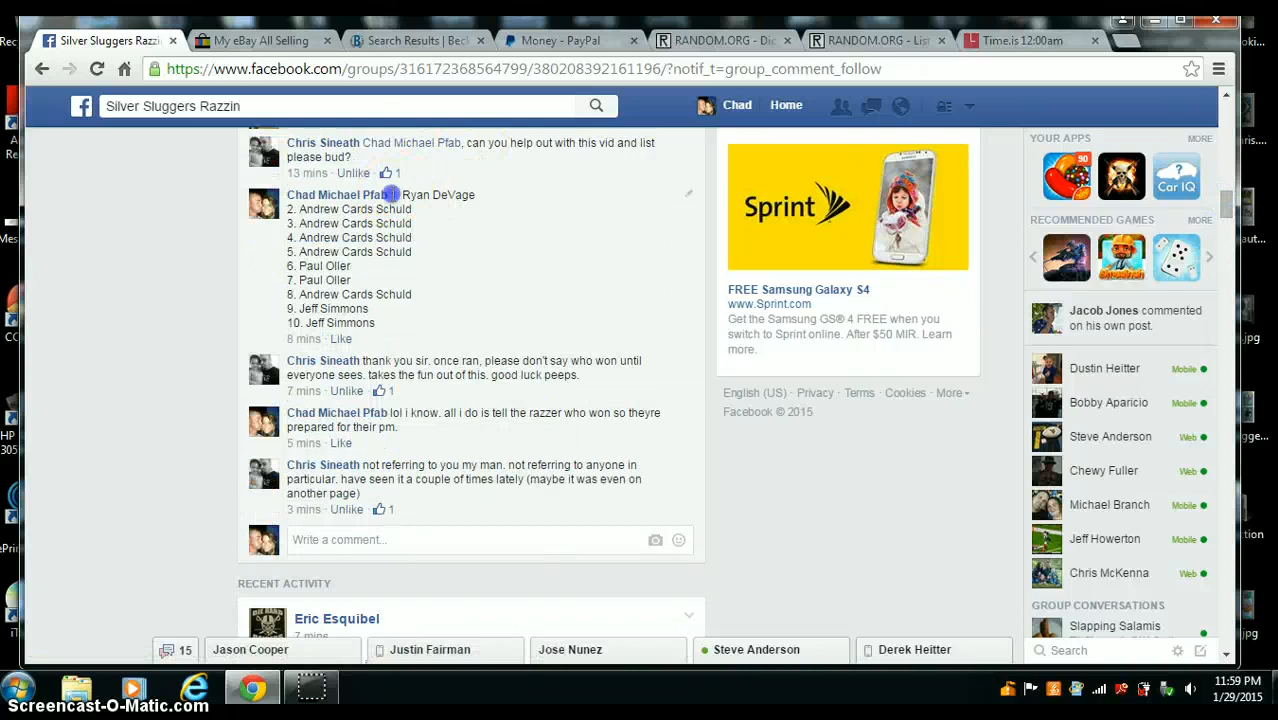 Silver Sluggers Razzin
My eBay All Selling
Search Results | Beck
Money - PayPal
RANDOM.ORG - Dic
RANDOM.ORG - List
Time.is 12:00am
https://www.facebook.com/groups/316172368564799/380208392161196/?notif_t=group_comment_follow
Silver Sluggers Razzin
Chad
Home
Chris Sineath Chad Michael Pfab, can you help out with this vid and list
please bud?
13 mins · Unlike · 1
Chad Michael Pfab Ryan DeVage
2. Andrew Cards Schuld
3. Andrew Cards Schuld
4. Andrew Cards Schuld
5. Andrew Cards Schuld
6. Paul Oller
7. Paul Oller
8. Andrew Cards Schuld
9. Jeff Simmons
10. Jeff Simmons
8 mins · Like
Chris Sineath thank you sir. once ran, please don't say who won until
everyone sees. takes the fun out of this. good luck peeps.
7 mins · Unlike · 1
Chad Michael Pfab lol i know. all i do is tell the razzer who won so theyre
prepared for their pm.
5 mins · Like
Chris Sineath not referring to you my man. not referring to anyone in
particular. have seen it a couple of times lately (maybe it was even on
another page)
3 mins · Unlike · 1
Write a comment...
RECENT ACTIVITY
Eric Esquibel
7 mins
Sprint
FREE Samsung Galaxy S4
www.Sprint.com
Get the Samsung GS® 4 FREE when you
switch to Sprint online. After $50 MIR. Learn
more.
English (US) · Privacy · Terms · Cookies · More
Facebook © 2015
YOUR APPS
MORE
90
Car IQ
RECOMMENDED GAMES
MORE
Jacob Jones commented
on his own post.
Dustin Heitter Mobile
Bobby Aparicio Mobile
Steve Anderson Web
Chewy Fuller Web
Michael Branch Mobile
Jeff Howerton Mobile
Chris McKenna Web
GROUP CONVERSATIONS
Slapping Salamis
Search
15
Jason Cooper
Justin Fairman
Jose Nunez
Steve Anderson
Derek Heitter
HP
305
.jpg
11:59 PM
1/29/2015
Screencast-O-Matic.com